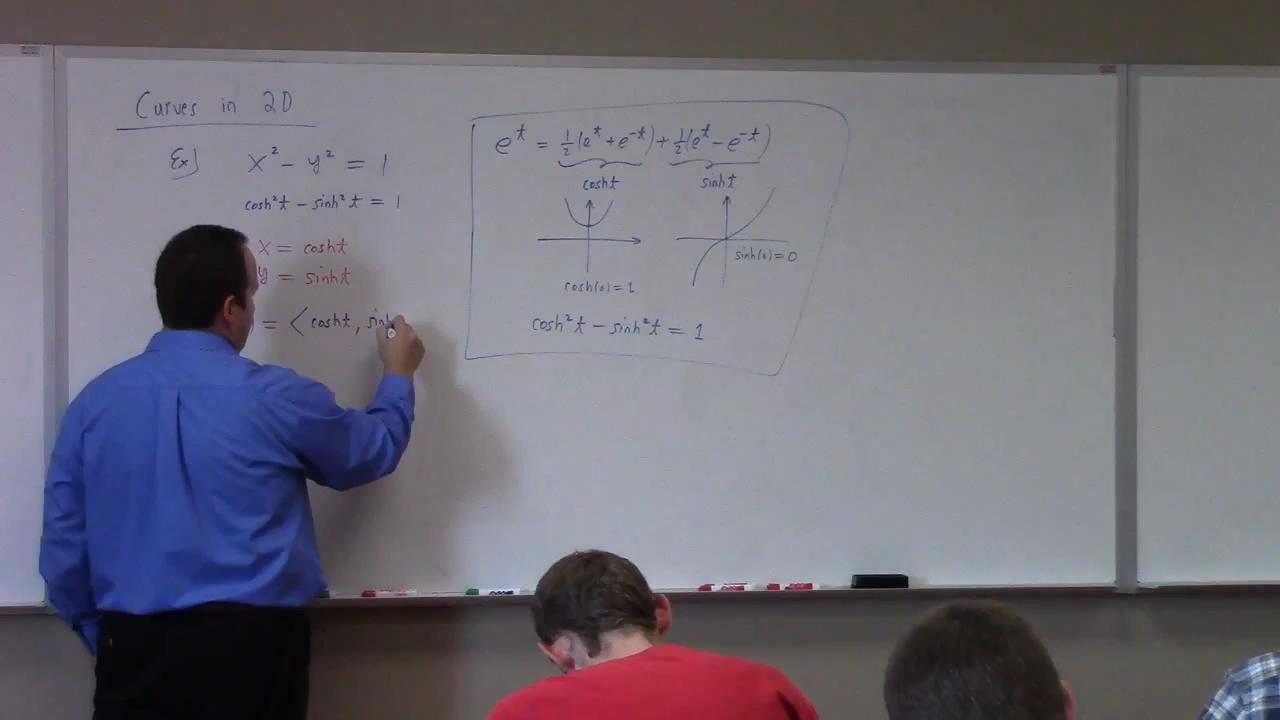 Curves in 2D
Ex) x² - y² = 1
cosh²t - sinh²t = 1
x = cosht
y = sinht
= ⟨cosht, sinh
e^t = ½(e^t + e^-t) + ½(e^t - e^-t)
cosht sinht
sinh(0) = 0
cosh(0) = 1
cosh²t - sinh²t = 1